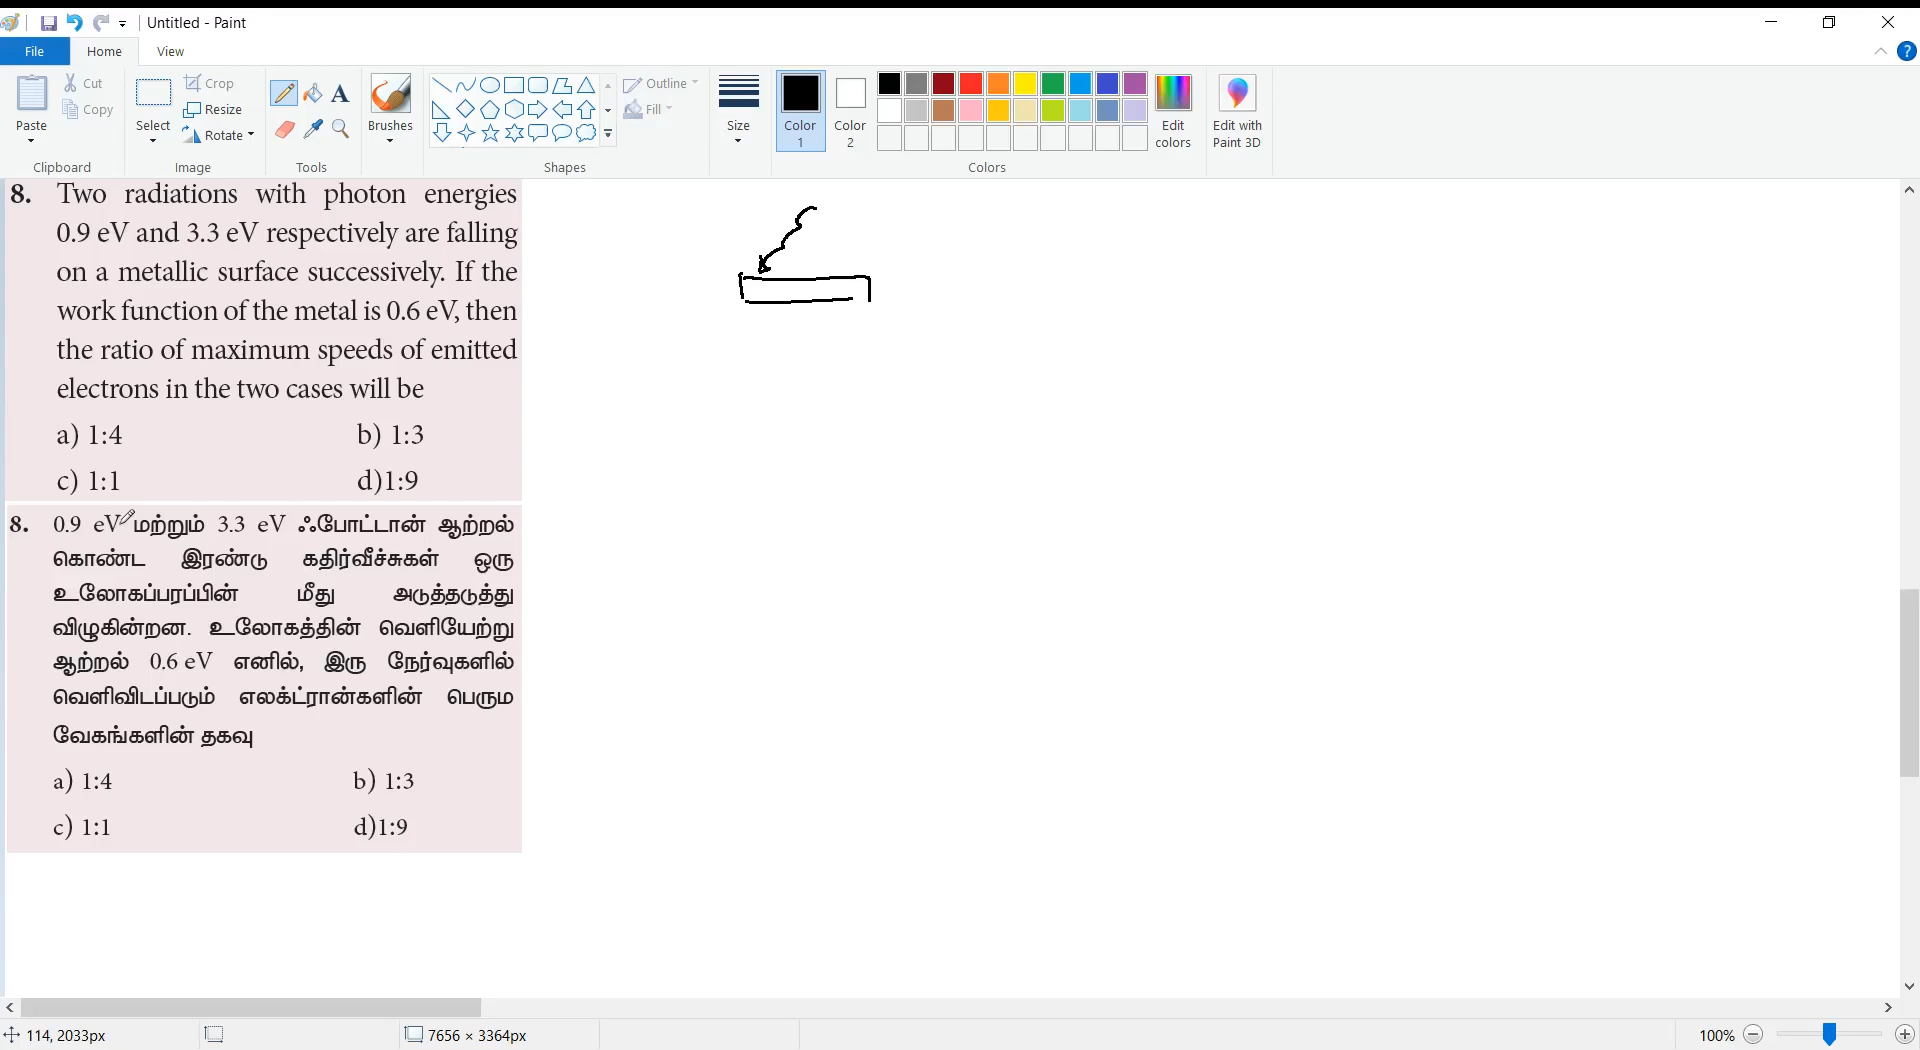 Untitled - Paint
File Home View
Paste
Cut
Copy
Clipboard
Select
Crop
Resize
Rotate
Image
A
Tools
Brushes
Outline
Fill
Shapes
Size
Color 1
Color 2
Edit colors
Edit with Paint 3D
Colors
8. Two radiations with photon energies
0.9 eV and 3.3 eV respectively are falling
on a metallic surface successively. If the
work function of the metal is 0.6 eV, then
the ratio of maximum speeds of emitted
electrons in the two cases will be
a) 1:4 b) 1:3
c) 1:1 d)1:9
8. 0.9 eV மற்றும் 3.3 eV ஃபோட்டான் ஆற்றல்
கொண்ட இரண்டு கதிர்வீச்சுகள் ஒரு
உலோகப்பரப்பின் மீது அடுத்தடுத்து
விழுகின்றன. உலோகத்தின் வெளியேற்று
ஆற்றல் 0.6 eV எனில், இரு நேர்வுகளில்
வெளிவிடப்படும் எலக்ட்ரான்களின் பெரும
வேகங்களின் தகவு
a) 1:4 b) 1:3
c) 1:1 d)1:9
114, 2033px 7656 × 3364px 100%